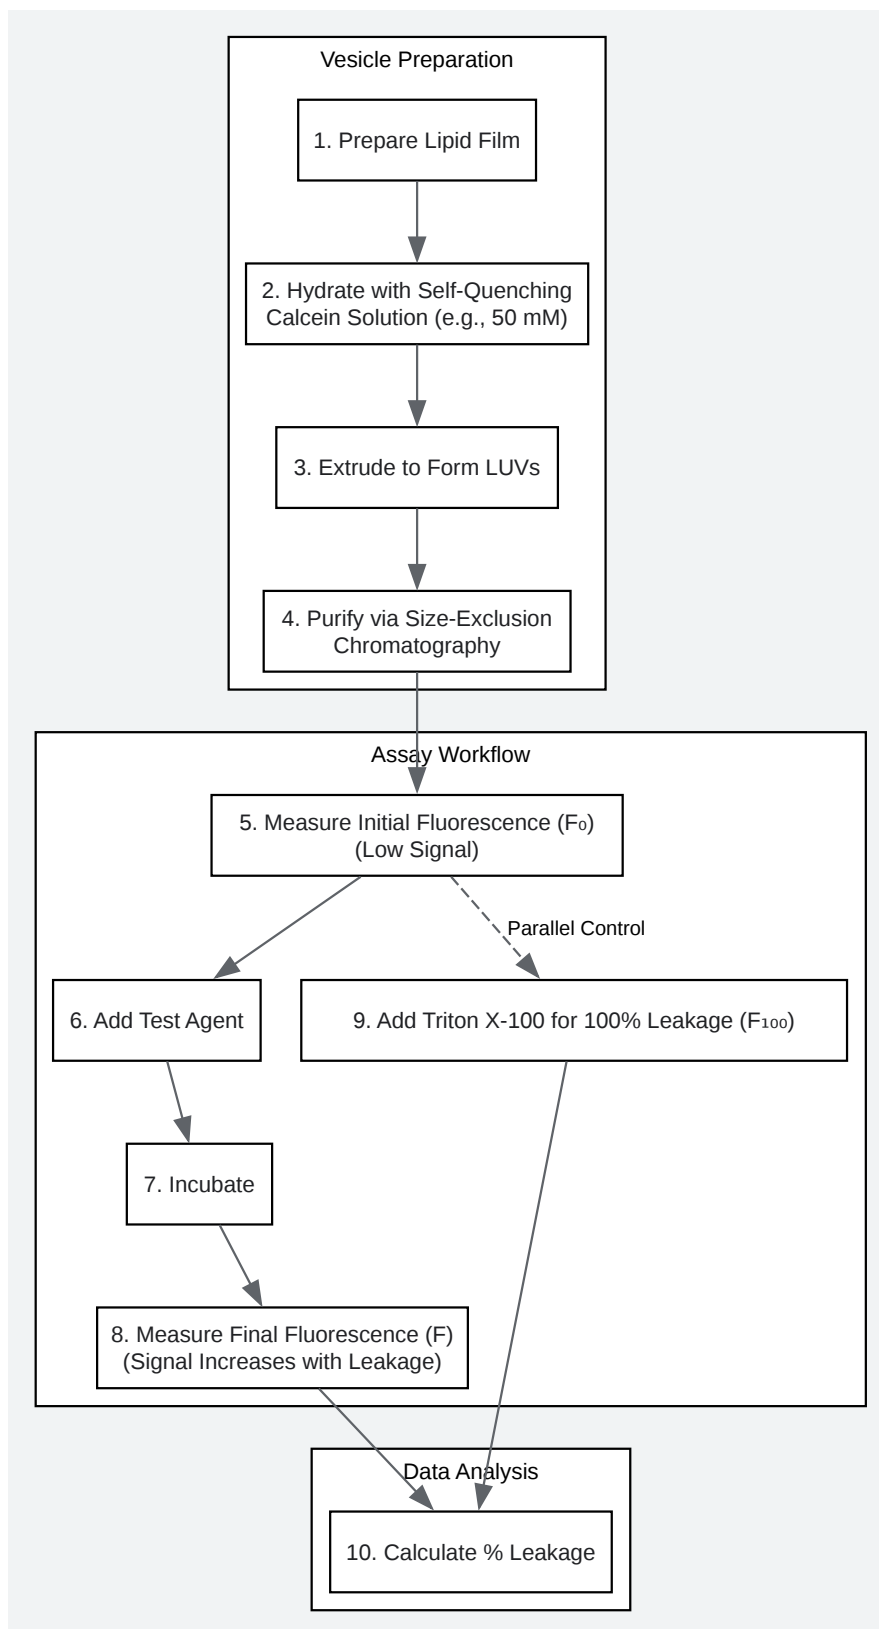 Vesicle Preparation
1. Prepare Lipid Film
2. Hydrate with Self-Quenching
Calcein Solution (e.g., 50 mM)
3. Extrude to Form LUVs
4. Purify via Size-Exclusion
Chromatography
Assay Workflow
5. Measure Initial Fluorescence (F₀)
(Low Signal)
Parallel Control
6. Add Test Agent
9. Add Triton X-100 for 100% Leakage (F₁₀₀)
7. Incubate
8. Measure Final Fluorescence (F)
(Signal Increases with Leakage)
Data Analysis
10. Calculate % Leakage